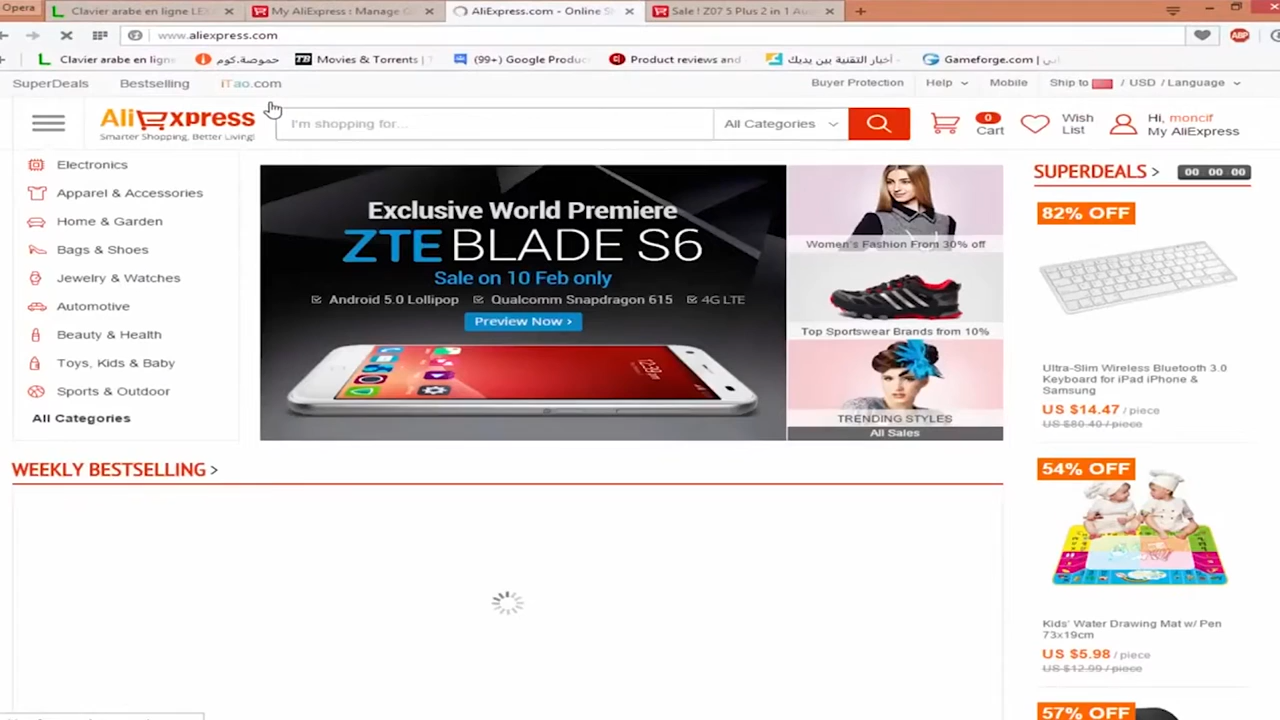 Opera
Clavier arabe en ligne LEX
My AliExpress : Manage O
AliExpress.com - Online Sh
Sale ! Z07 5 Plus 2 in 1 Au
www.aliexpress.com
ABP
Clavier arabe en lign
حموصة.كوم
Movies & Torrents | T
(99+) Google Produc
Product reviews and
أخبار التقنية بين يديك
Gameforge.com | اني
SuperDeals
Bestselling
iTao.com
Buyer Protection
Help
Mobile
Ship to / USD / Language
AliExpress
Smarter Shopping, Better Living!
I'm shopping for...
All Categories
0
Cart
Wish
List
Hi, moncif
My AliExpress
Electronics
Apparel & Accessories
Home & Garden
Bags & Shoes
Jewelry & Watches
Automotive
Beauty & Health
Toys, Kids & Baby
Sports & Outdoor
All Categories
Exclusive World Premiere
ZTE BLADE S6
Sale on 10 Feb only
Android 5.0 Lollipop Qualcomm Snapdragon 615 4G LTE
Preview Now >
Women's Fashion From 30% off
Top Sportswear Brands from 10%
TRENDING STYLES
All Sales
SUPERDEALS >
00 00 00
82% OFF
Ultra-Slim Wireless Bluetooth 3.0
Keyboard for iPad iPhone &
Samsung
US $14.47 / piece
US $80.40 / piece
54% OFF
Kids' Water Drawing Mat w/ Pen
73x19cm
US $5.98 / piece
US $12.99 / piece
57% OFF
WEEKLY BESTSELLING >